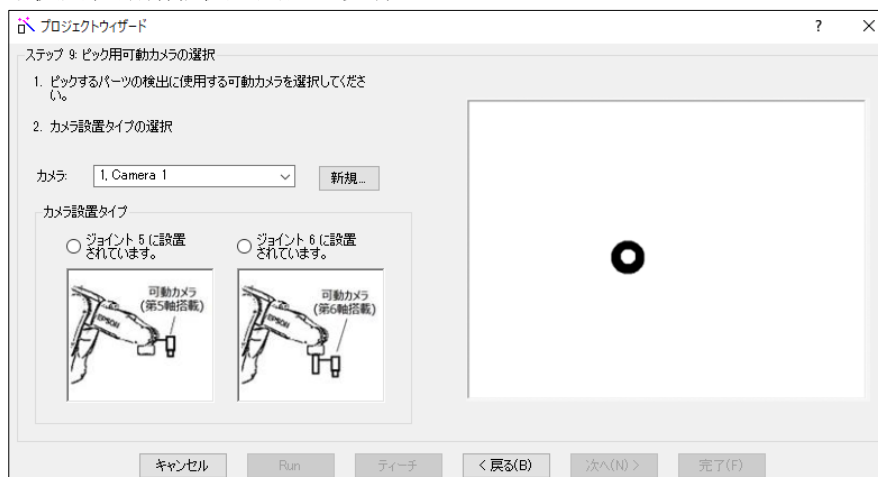 プロジェクトウィザード
ステップ 9: ピック用可動カメラの選択
1. ピックするパーツの検出に使用する可動カメラを選択してくださ
い。
2. カメラ設置タイプの選択
カメラ: 1, Camera 1 新規...
カメラ設置タイプ
ジョイント 5 に設置
されています。
ジョイント 6 に設置
されています。
可動カメラ
(第5軸搭載)
EPSON
可動カメラ
(第6軸搭載)
EPSON
キャンセル Run ティーチ < 戻る(B) 次へ(N) > 完了(F)